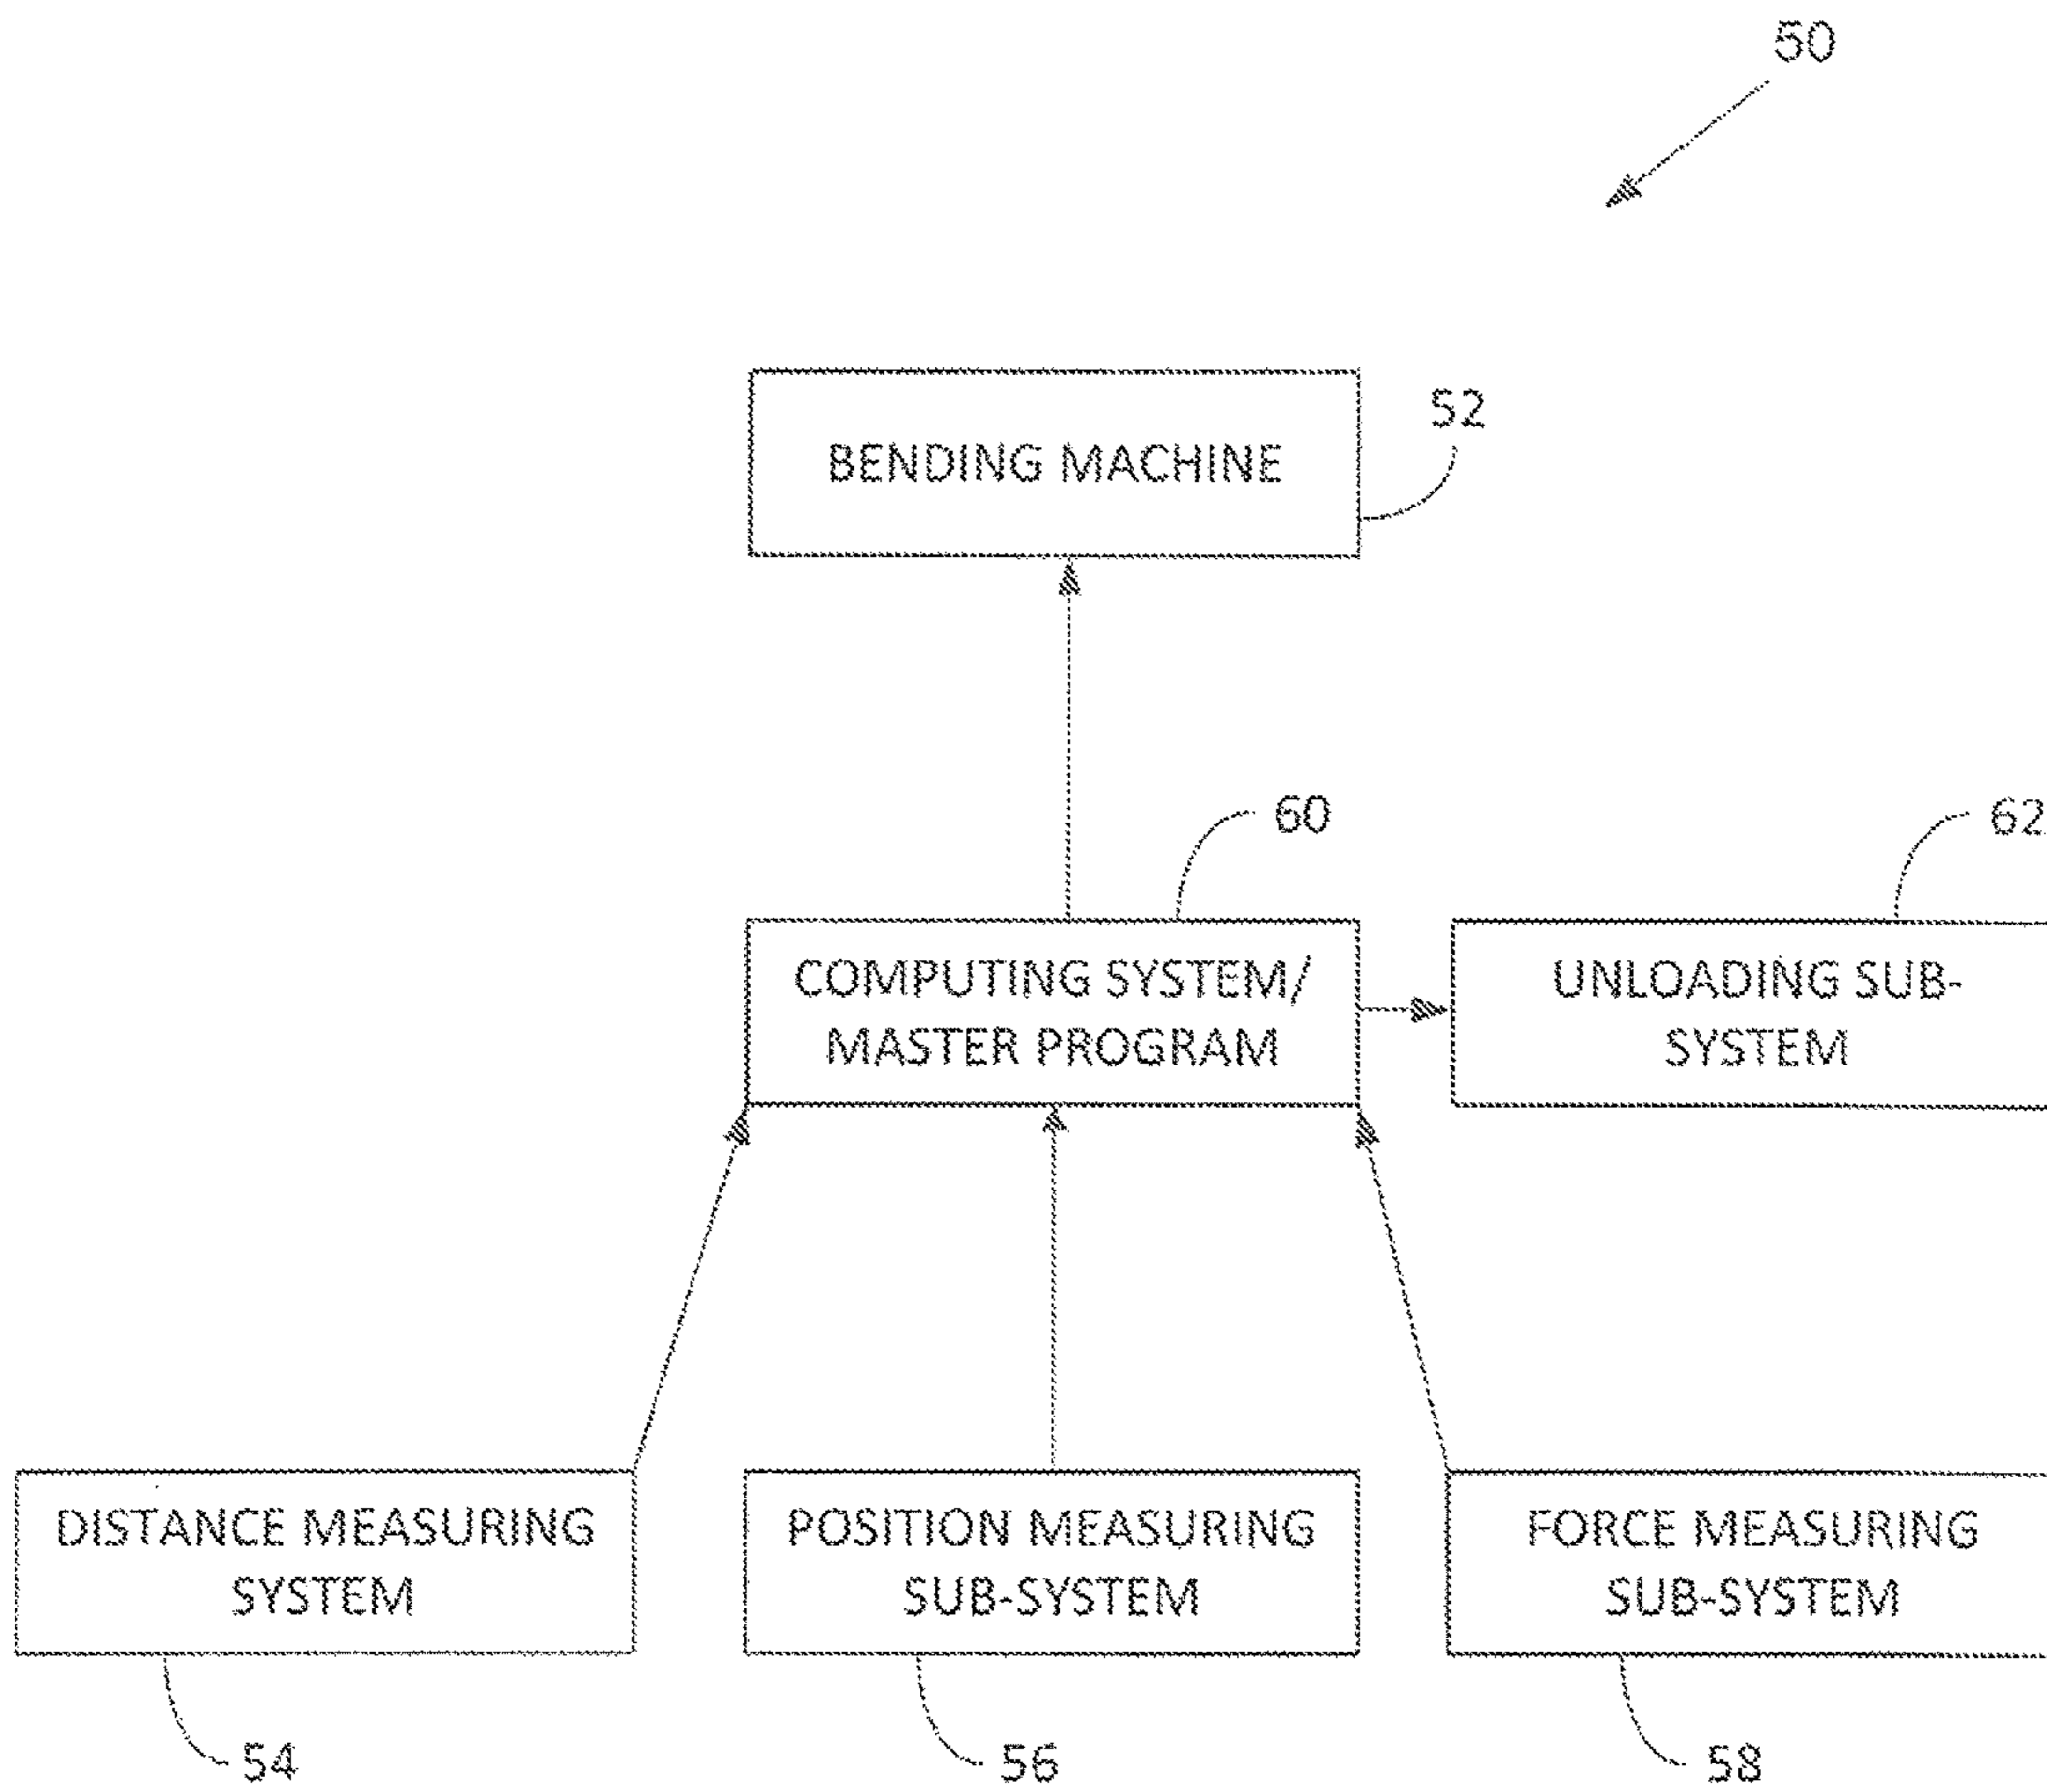 50
BENDING MACHINE
52
60
62
COMPUTING SYSTEM/
MASTER PROGRAM
UNLOADING SUB-
SYSTEM
DISTANCE MEASURING
SYSTEM
POSITION MEASURING
SUB-SYSTEM
FORCE MEASURING
SUB-SYSTEM
54
56
58